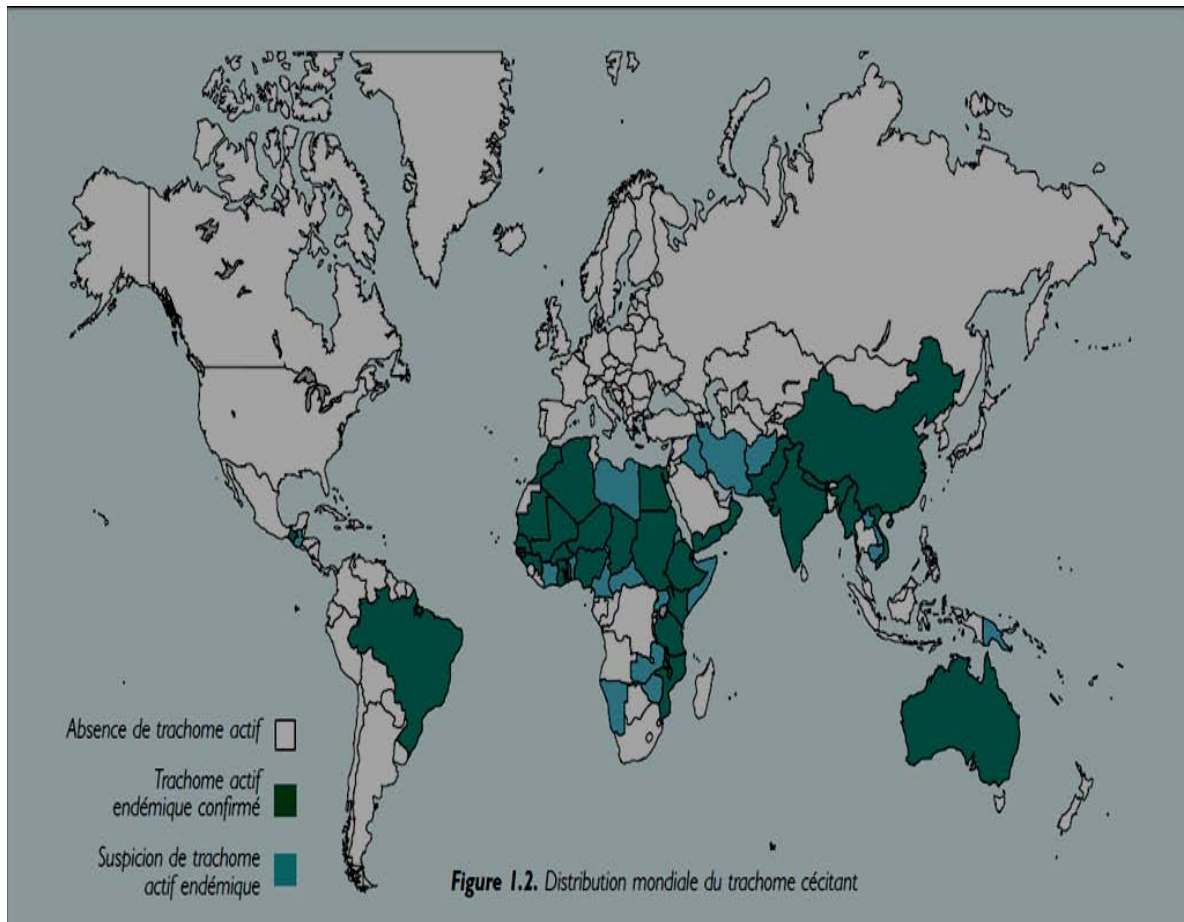 Absence de trachome actif
Trachome actif
endémique confirmé
Suspicion de trachome
actif endémique
Figure 1.2. Distribution mondiale du trachome cécitant